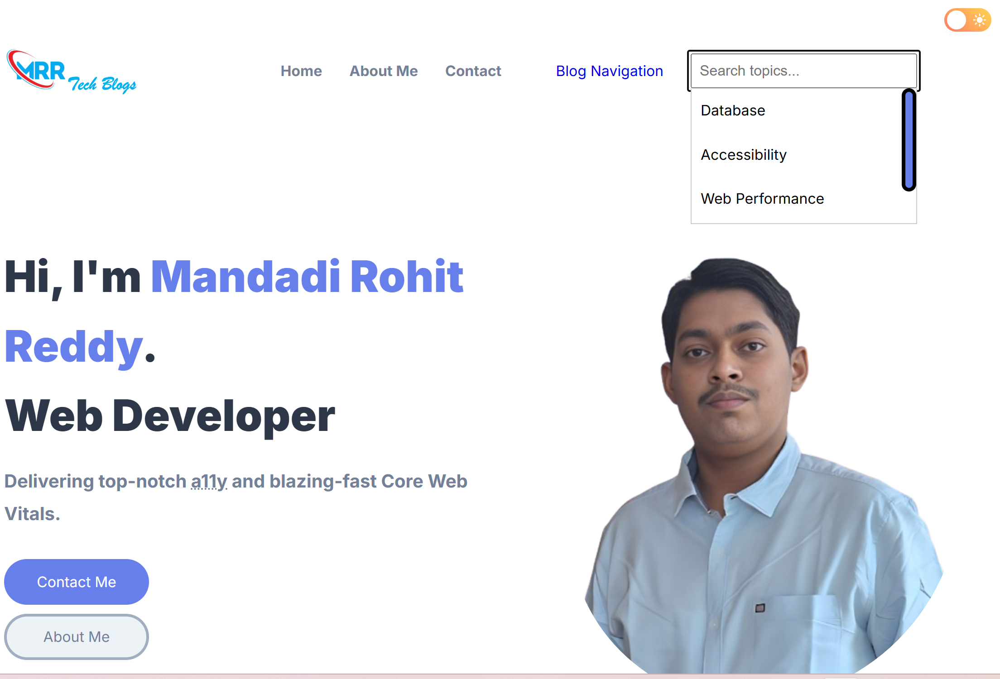 MRR Tech Blogs
Home About Me Contact Blog Navigation Search topics...
Database
Accessibility
Web Performance
Hi, I'm Mandadi Rohit
Reddy.
Web Developer
Delivering top-notch a11y and blazing-fast Core Web
Vitals.
Contact Me
About Me